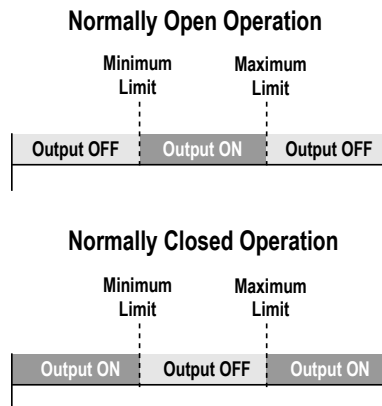 Normally Open Operation
Minimum Limit
Maximum Limit
Output OFF
Output ON
Output OFF
Normally Closed Operation
Minimum Limit
Maximum Limit
Output ON
Output OFF
Output ON